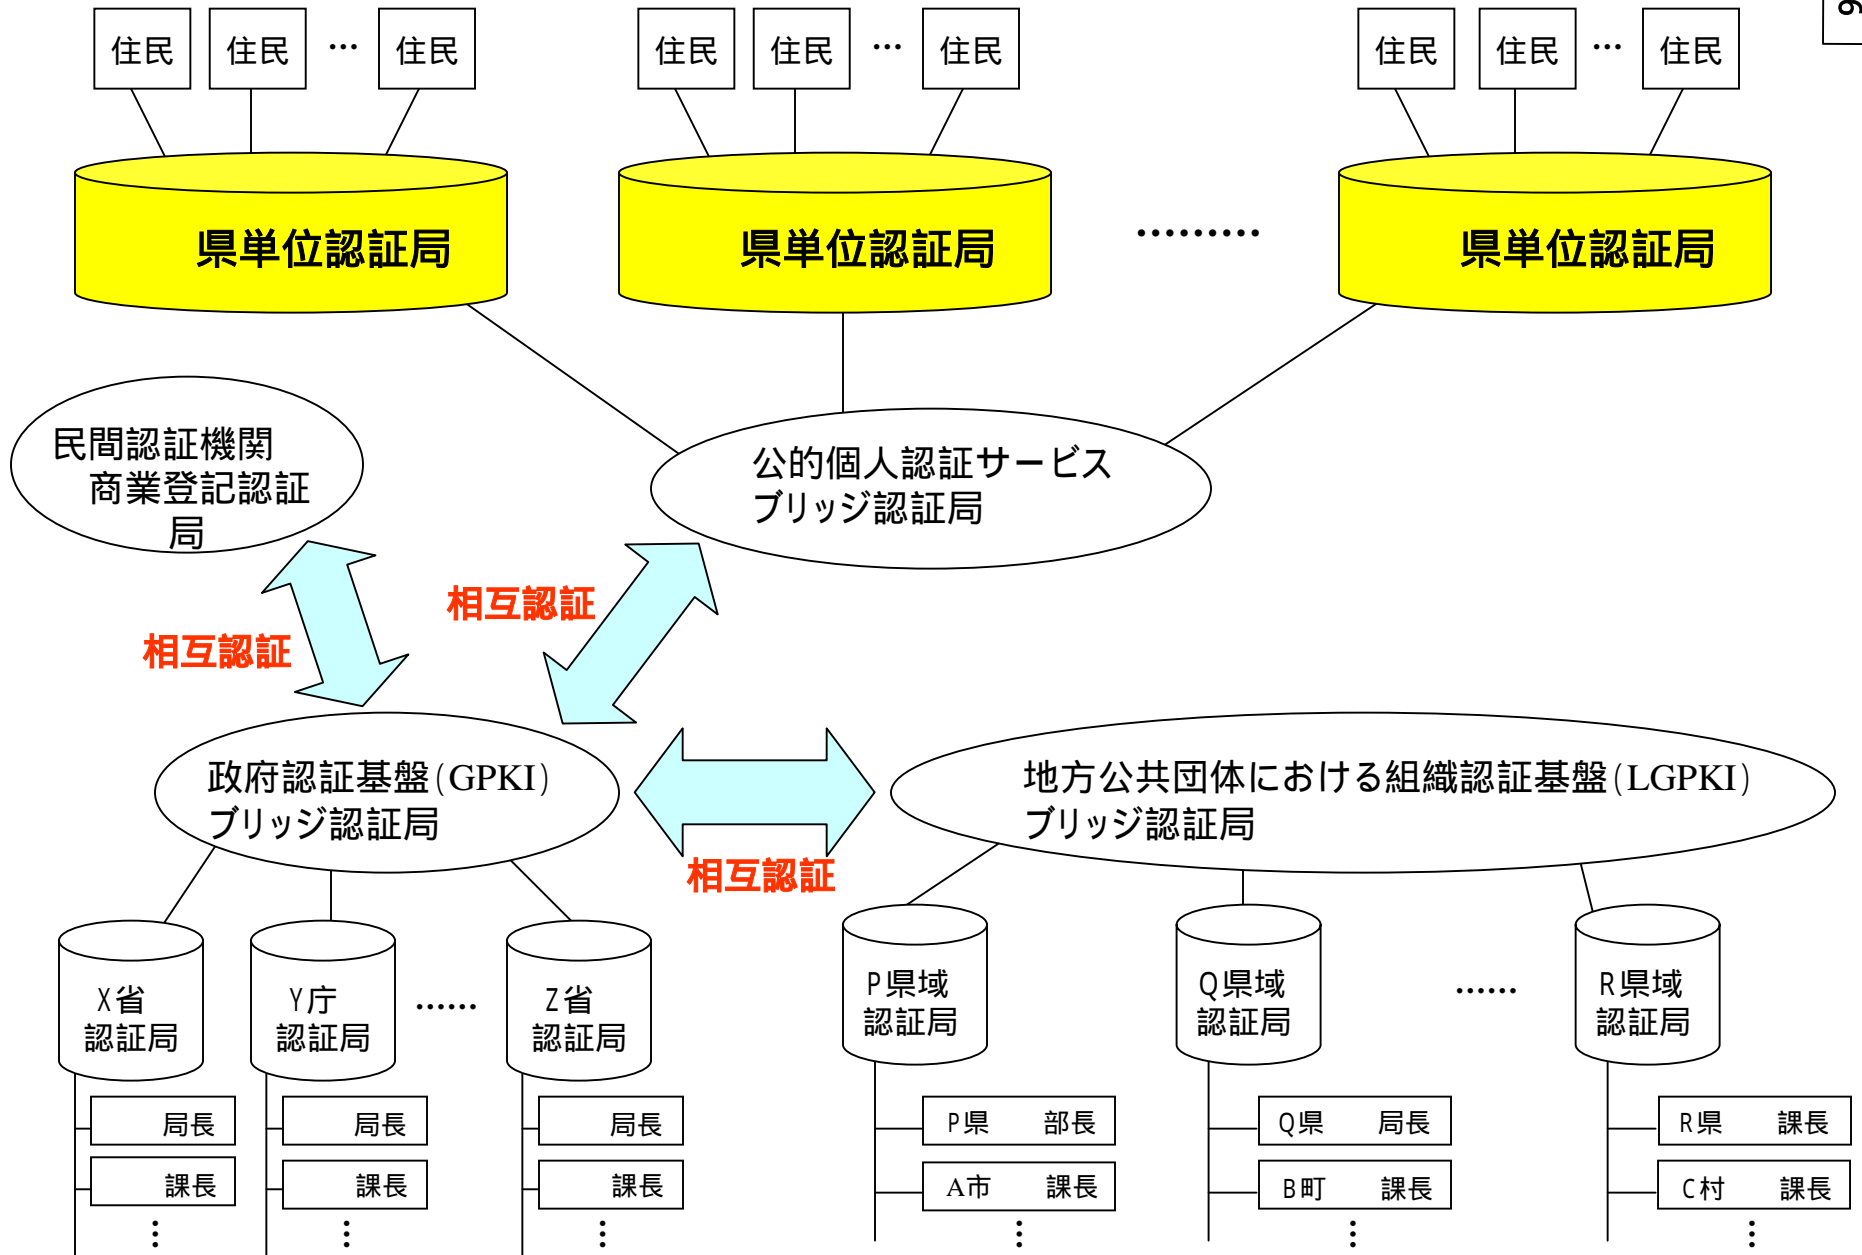 9
住民 住民 … 住民 住民 住民 … 住民 住民 住民 … 住民
県単位認証局 県単位認証局 ……… 県単位認証局
民間認証機関
商業登記認証
局
公的個人認証サービス
ブリッジ認証局
相互認証
相互認証
政府認証基盤(GPKI)
ブリッジ認証局
相互認証
地方公共団体における組織認証基盤(LGPKI)
ブリッジ認証局
X省
認証局
Y庁
認証局
……
Z省
認証局
P県域
認証局
Q県域
認証局
……
R県域
認証局
局長
課長
⋮
局長
課長
⋮
局長
課長
⋮
P県 部長
A市 課長
⋮
Q県 局長
B町 課長
⋮
R県 課長
C村 課長
⋮